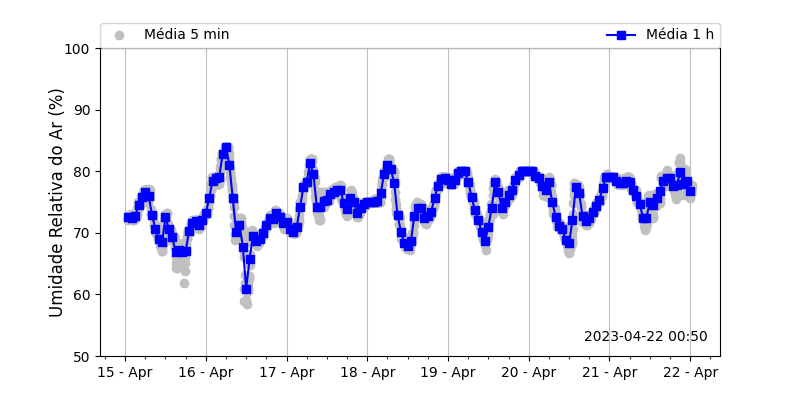 Média 5 min
Média 1 h
Umidade Relativa do Ar (%)
100
90
80
70
60
50
2023-04-22 00:50
15 - Apr
16 - Apr
17 - Apr
18 - Apr
19 - Apr
20 - Apr
21 - Apr
22 - Apr